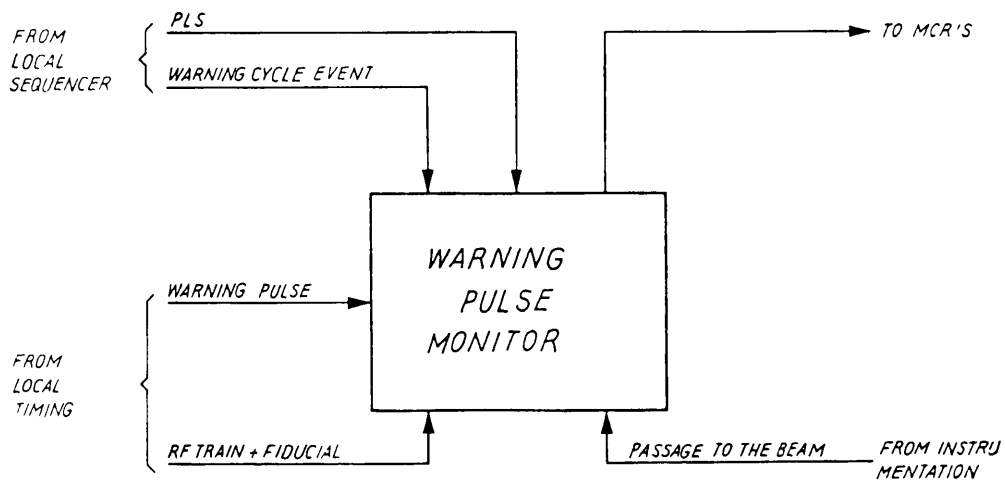 PLS
FROM
LOCAL
SEQUENCER
WARNING CYCLE EVENT
TO MCR'S
WARNING
PULSE
MONITOR
WARNING PULSE
FROM
LOCAL
TIMING
RF TRAIN + FIDUCIAL
PASSAGE TO THE BEAM
FROM INSTRU
MENTATION